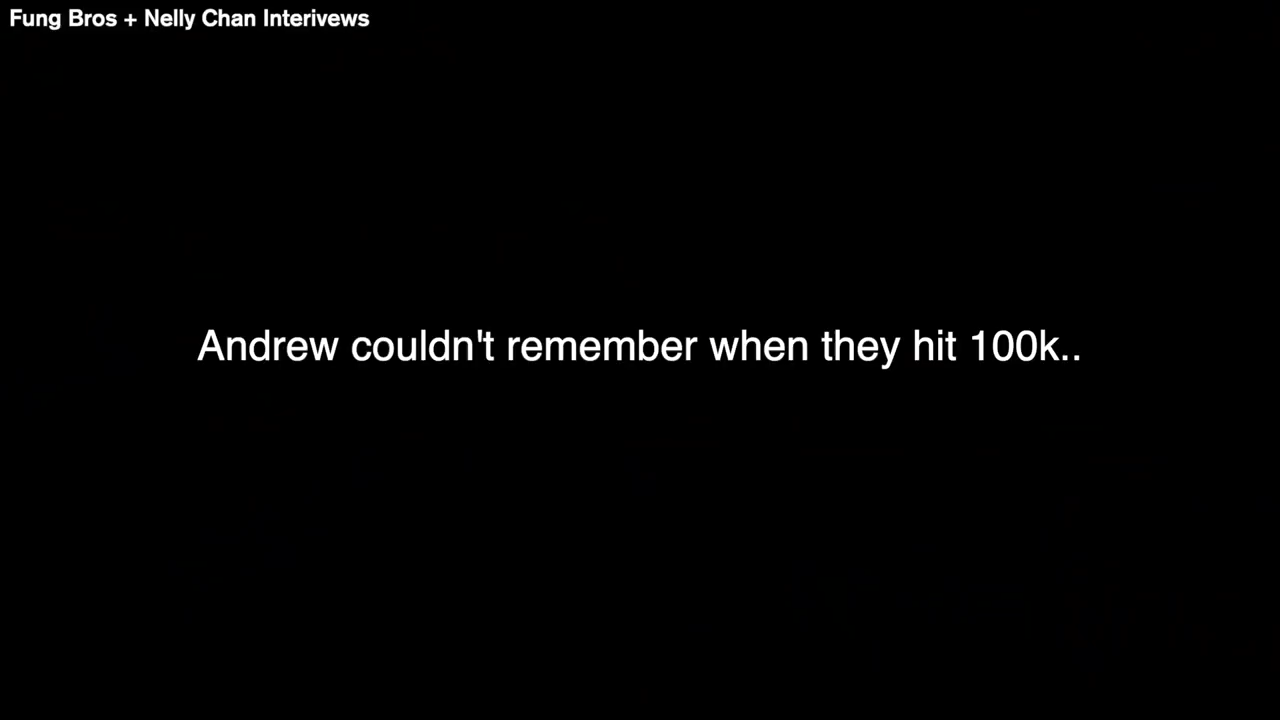 Fung Bros + Nelly Chan Interivews
Andrew couldn't remember when they hit 100k..